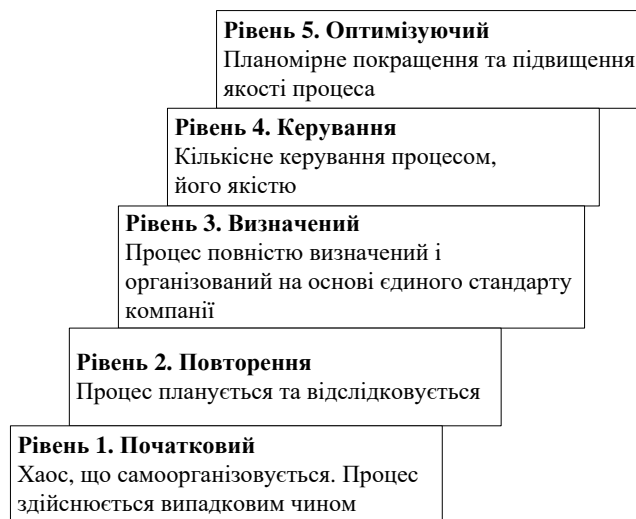 Рівень 5. Оптимізуючий
Планомірне покращення та підвищення
якості процеса
Рівень 4. Керування
Кількісне керування процесом,
його якістю
Рівень 3. Визначений
Процес повністю визначений і
організований на основі єдиного стандарту
компанії
Рівень 2. Повторення
Процес планується та відслідковується
Рівень 1. Початковий
Хаос, що самоорганізовується. Процес
здійснюється випадковим чином